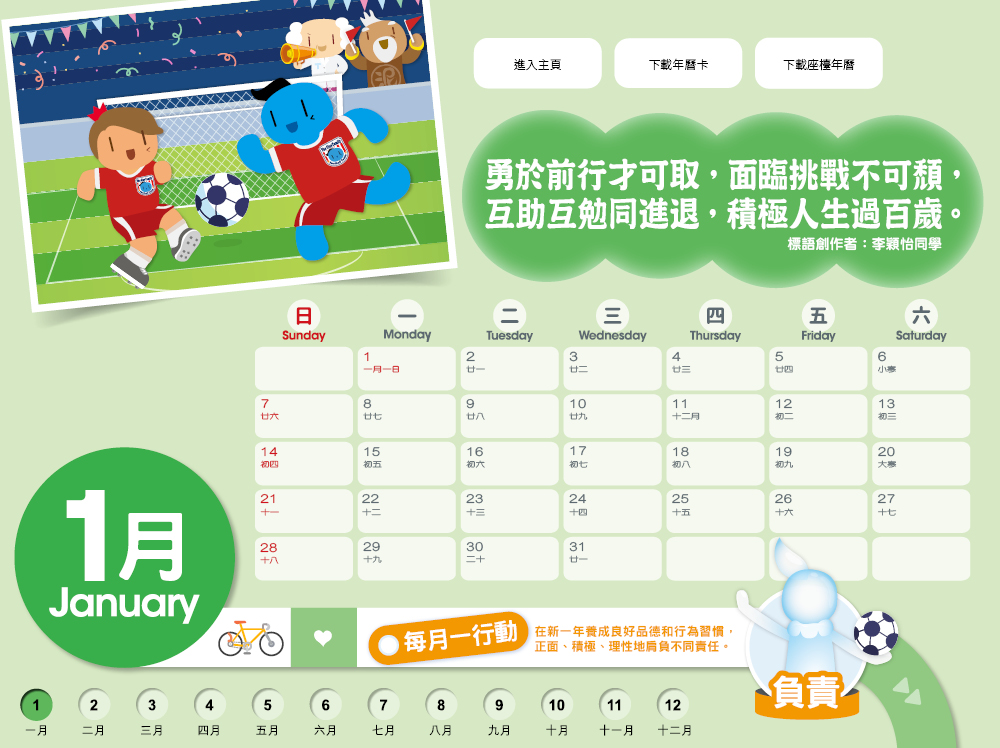 進入主頁
下載年曆卡
下載座檯年曆
勇於前行才可取，面臨挑戰不可頹，
互助互勉同進退，積極人生過百歲。
標語創作者：李穎怡同學
日 一 二 三 四 五 六
Sunday Monday Tuesday Wednesday Thursday Friday Saturday
1 2 3 4 5 6
一月一日 廿一 廿二 廿三 廿四 小寒
7 8 9 10 11 12 13
廿六 廿七 廿八 廿九 十二月 初二 初三
14 15 16 17 18 19 20
初四 初五 初六 初七 初八 初九 大寒
21 22 23 24 25 26 27
十一 十二 十三 十四 十五 十六 十七
28 29 30 31
十八 十九 二十 廿一
1月
January
每月一行動
在新一年養成良好品德和行為習慣，
正面、積極、理性地肩負不同責任。
負責
1 2 3 4 5 6 7 8 9 10 11 12
一月 二月 三月 四月 五月 六月 七月 八月 九月 十月 十一月 十二月